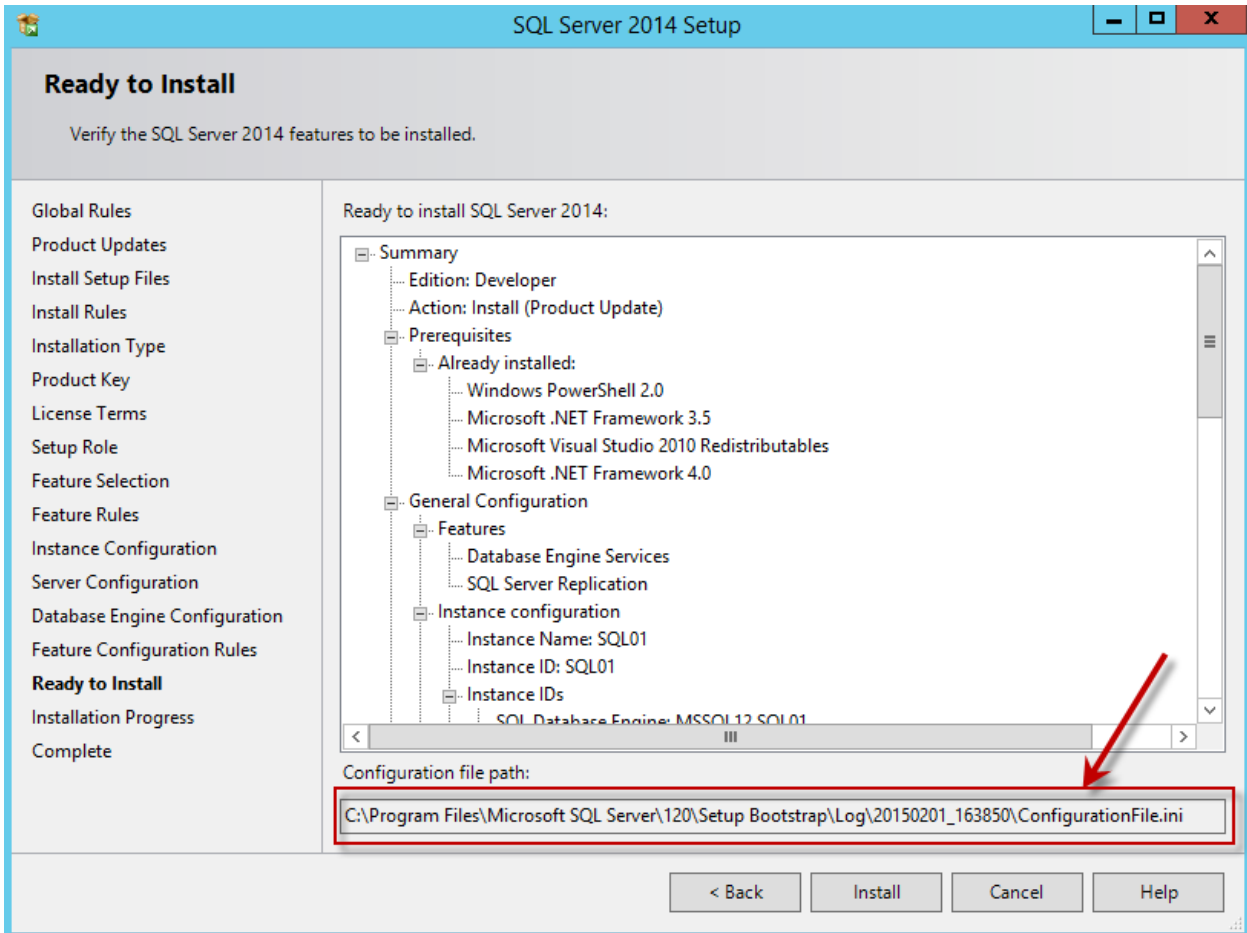 SQL Server 2014 Setup
Ready to Install
Verify the SQL Server 2014 features to be installed.
Global Rules
Product Updates
Install Setup Files
Install Rules
Installation Type
Product Key
License Terms
Setup Role
Feature Selection
Feature Rules
Instance Configuration
Server Configuration
Database Engine Configuration
Feature Configuration Rules
Ready to Install
Installation Progress
Complete
Ready to install SQL Server 2014:
Summary
Edition: Developer
Action: Install (Product Update)
Prerequisites
Already installed:
Windows PowerShell 2.0
Microsoft .NET Framework 3.5
Microsoft Visual Studio 2010 Redistributables
Microsoft .NET Framework 4.0
General Configuration
Features
Database Engine Services
SQL Server Replication
Instance configuration
Instance Name: SQL01
Instance ID: SQL01
Instance IDs
SQL Database Engine: MSSQL12.SQL01
Configuration file path:
C:\Program Files\Microsoft SQL Server\120\Setup Bootstrap\Log\20150201_163850\ConfigurationFile.ini
< Back
Install
Cancel
Help